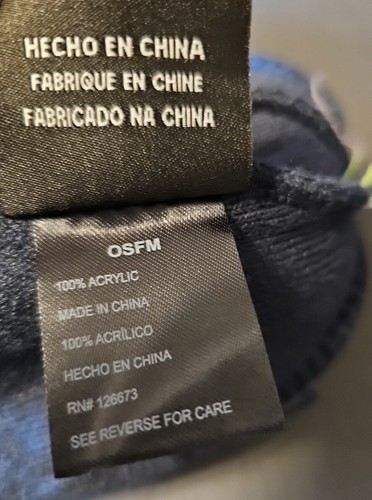 HECHO EN CHINA
FABRIQUE EN CHINE
FABRICADO NA CHINA
OSFM
100% ACRYLIC
MADE IN CHINA
100% ACRÍLICO
HECHO EN CHINA
RN# 126673
SEE REVERSE FOR CARE